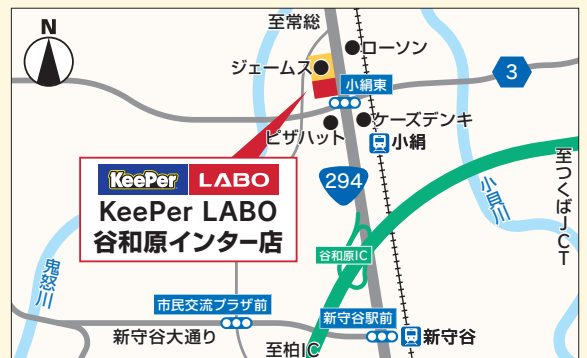 N
至常総
ローソン
ジェームス
3
小絹東
ピザハット
ケーズデンキ
小絹
KeePer LABO
KeePer LABO
谷和原インター店
294
小貝川
至つくばJCT
谷和原IC
鬼怒川
市民交流プラザ前
新守谷駅前
新守谷大通り
新守谷
至柏IC